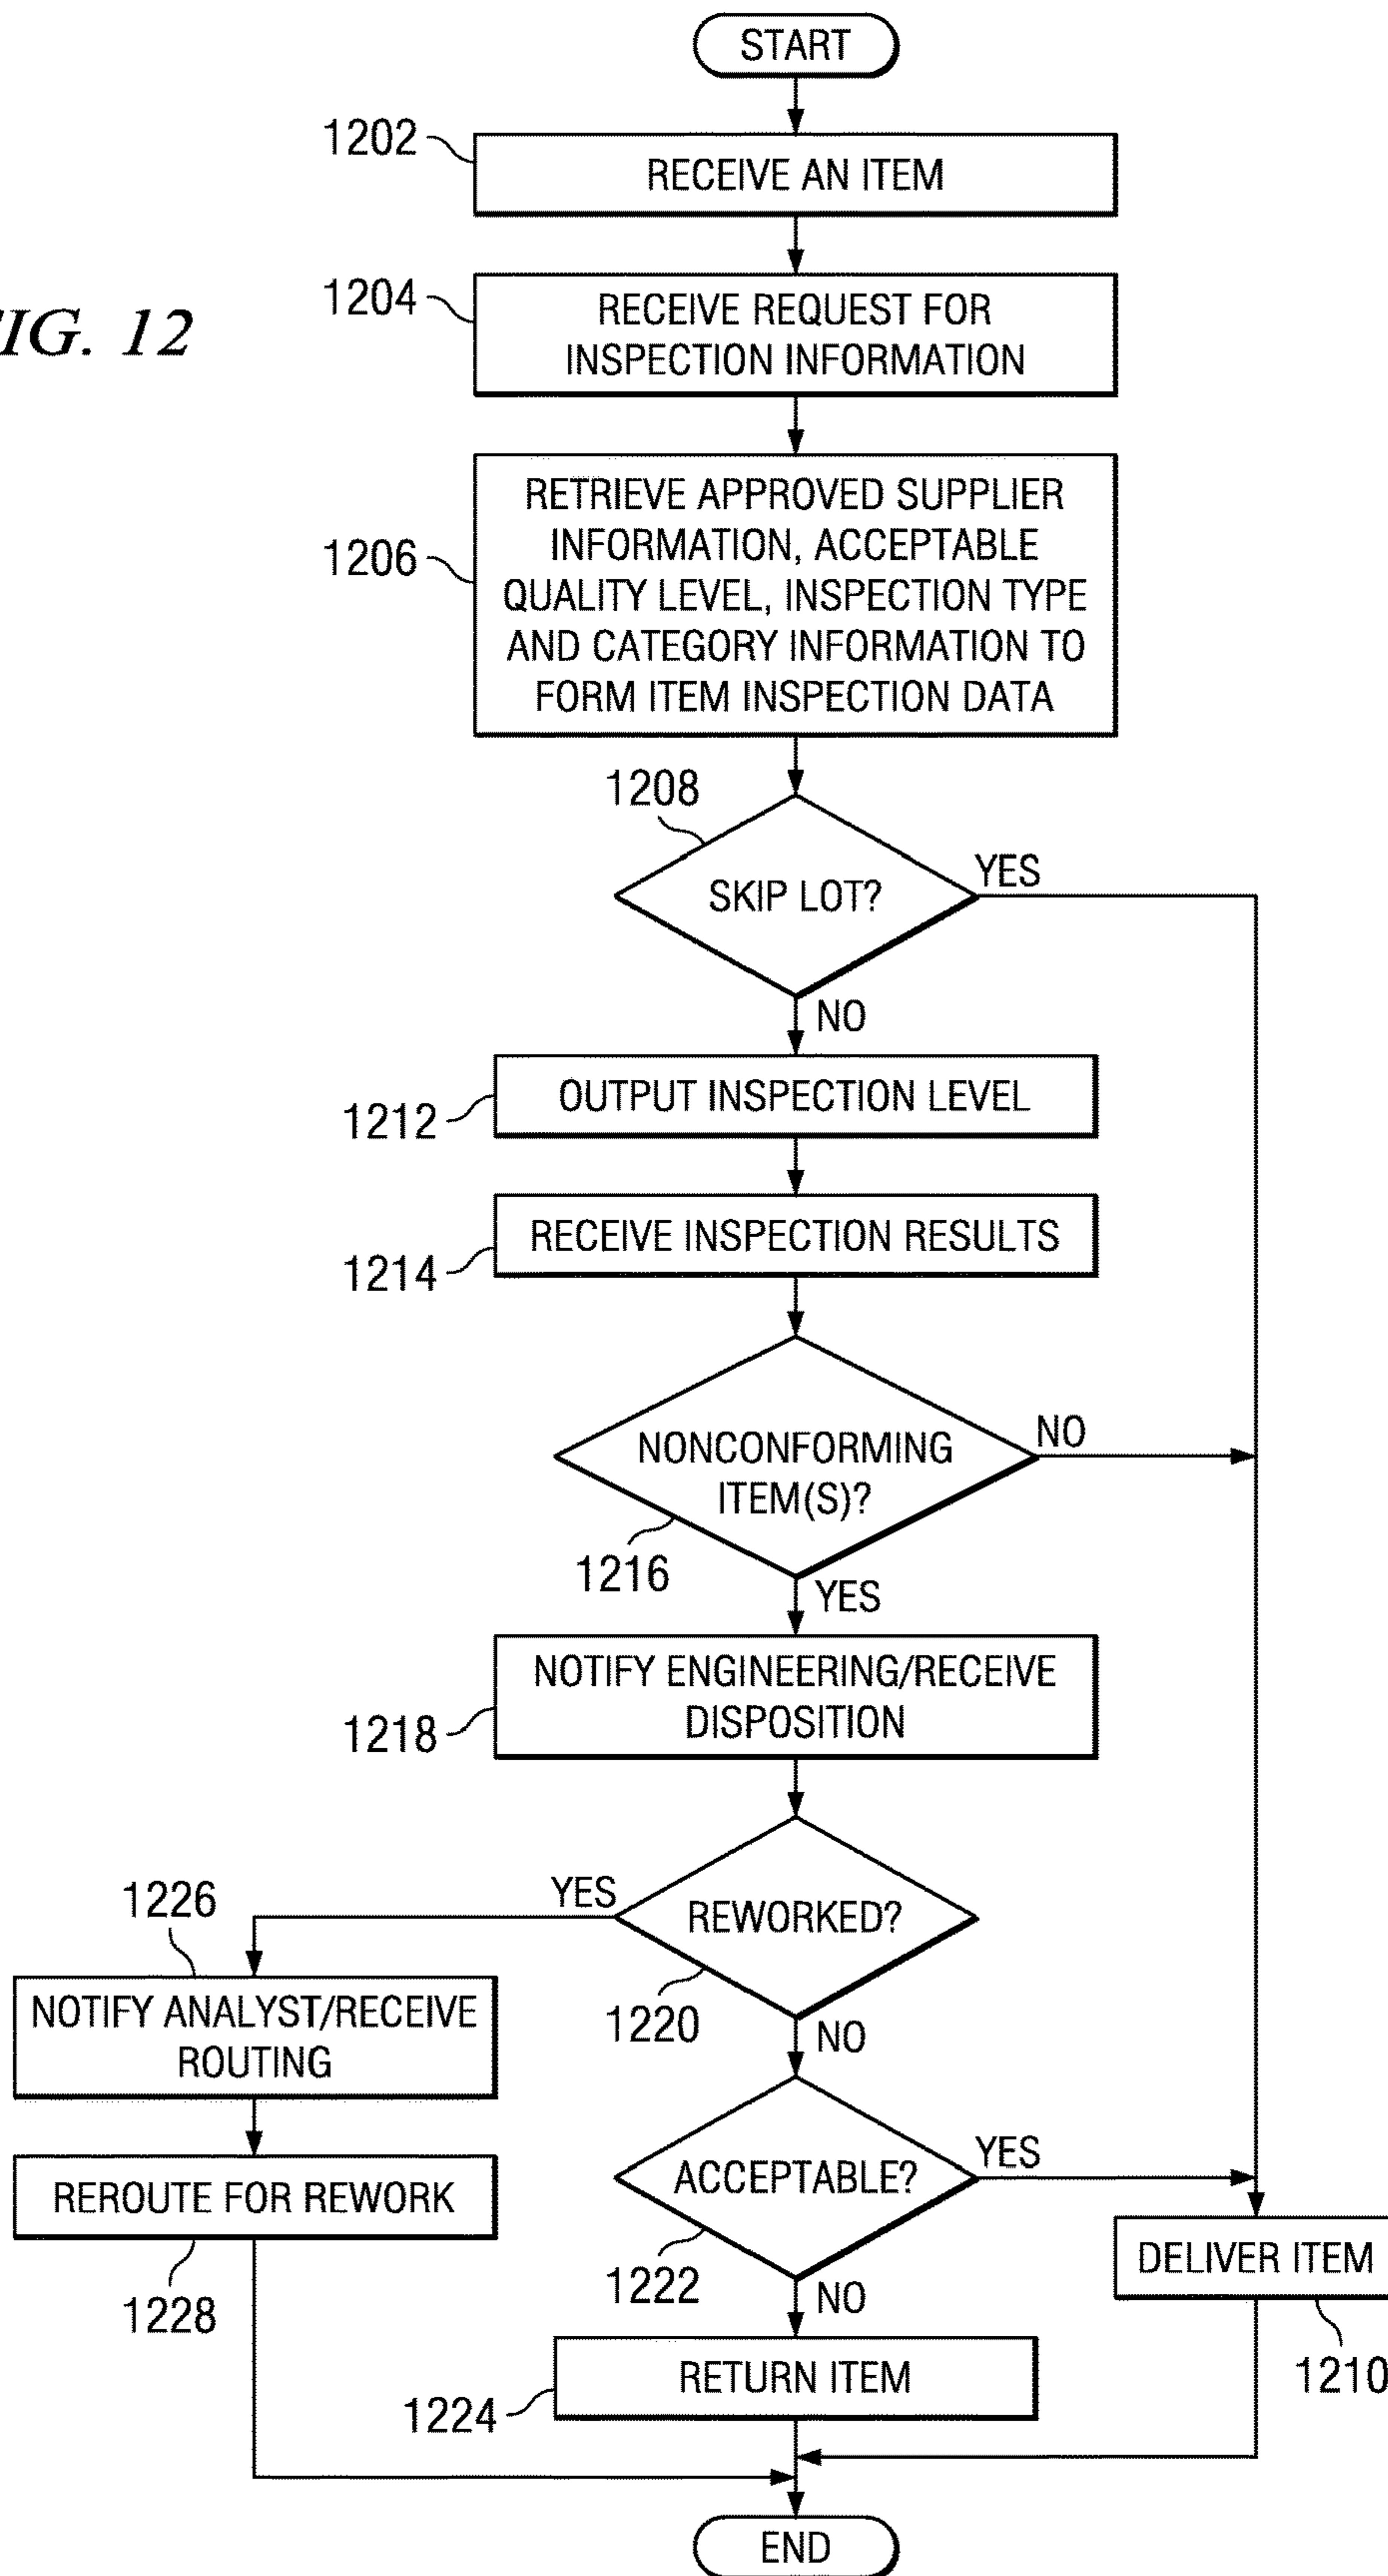 START
1202
RECEIVE AN ITEM
IG. 12
1204
RECEIVE REQUEST FOR
INSPECTION INFORMATION
1206
RETRIEVE APPROVED SUPPLIER
INFORMATION, ACCEPTABLE
QUALITY LEVEL, INSPECTION TYPE
AND CATEGORY INFORMATION TO
FORM ITEM INSPECTION DATA
1208
SKIP LOT?
YES
NO
1212
OUTPUT INSPECTION LEVEL
1214
RECEIVE INSPECTION RESULTS
NONCONFORMING
ITEM(S)?
NO
1216
YES
1218
NOTIFY ENGINEERING/RECEIVE
DISPOSITION
1226
YES
REWORKED?
1220
NO
NOTIFY ANALYST/RECEIVE
ROUTING
REROUTE FOR REWORK
1228
ACCEPTABLE?
YES
1222
NO
DELIVER ITEM
1210
1224
RETURN ITEM
END